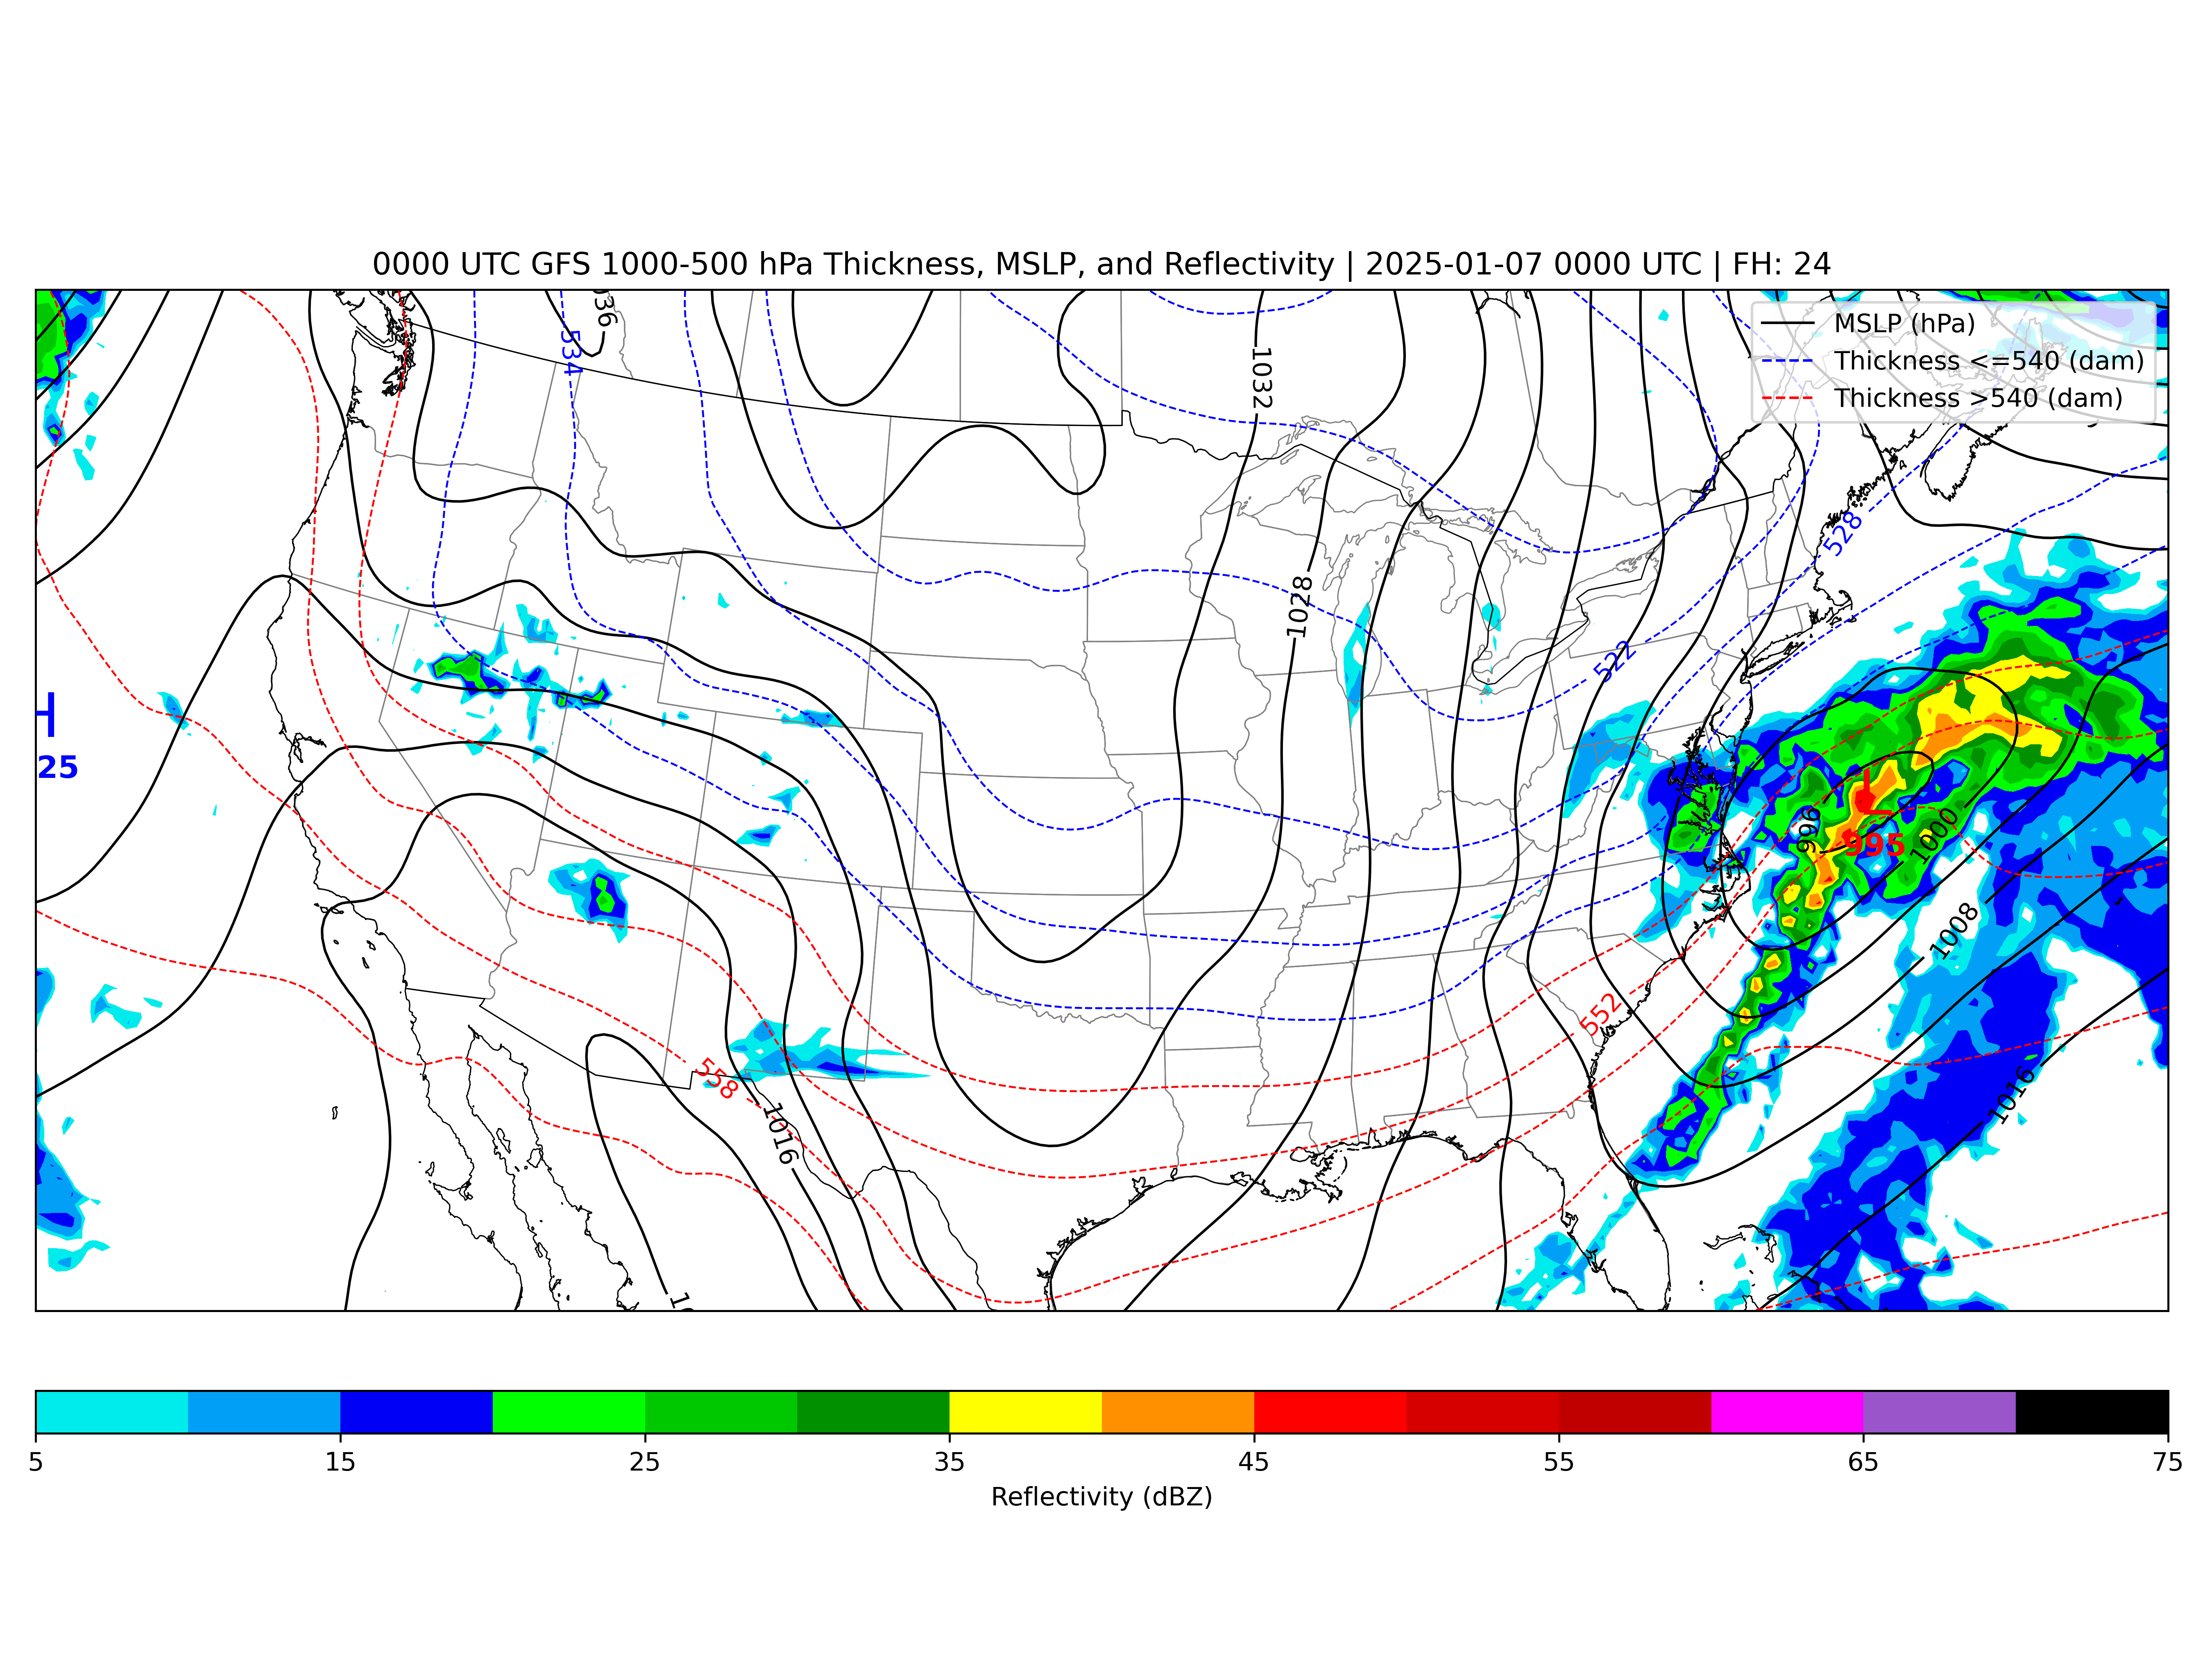 0000 UTC GFS 1000-500 hPa Thickness, MSLP, and Reflectivity | 2025-01-07 0000 UTC | FH: 24
MSLP (hPa)
Thickness <=540 (dam)
Thickness >540 (dam)
534
1032
528
1028
522
H
25
L
995
996
1000
1008
552
558
1016
1016
5 15 25 35 45 55 65 75
Reflectivity (dBZ)